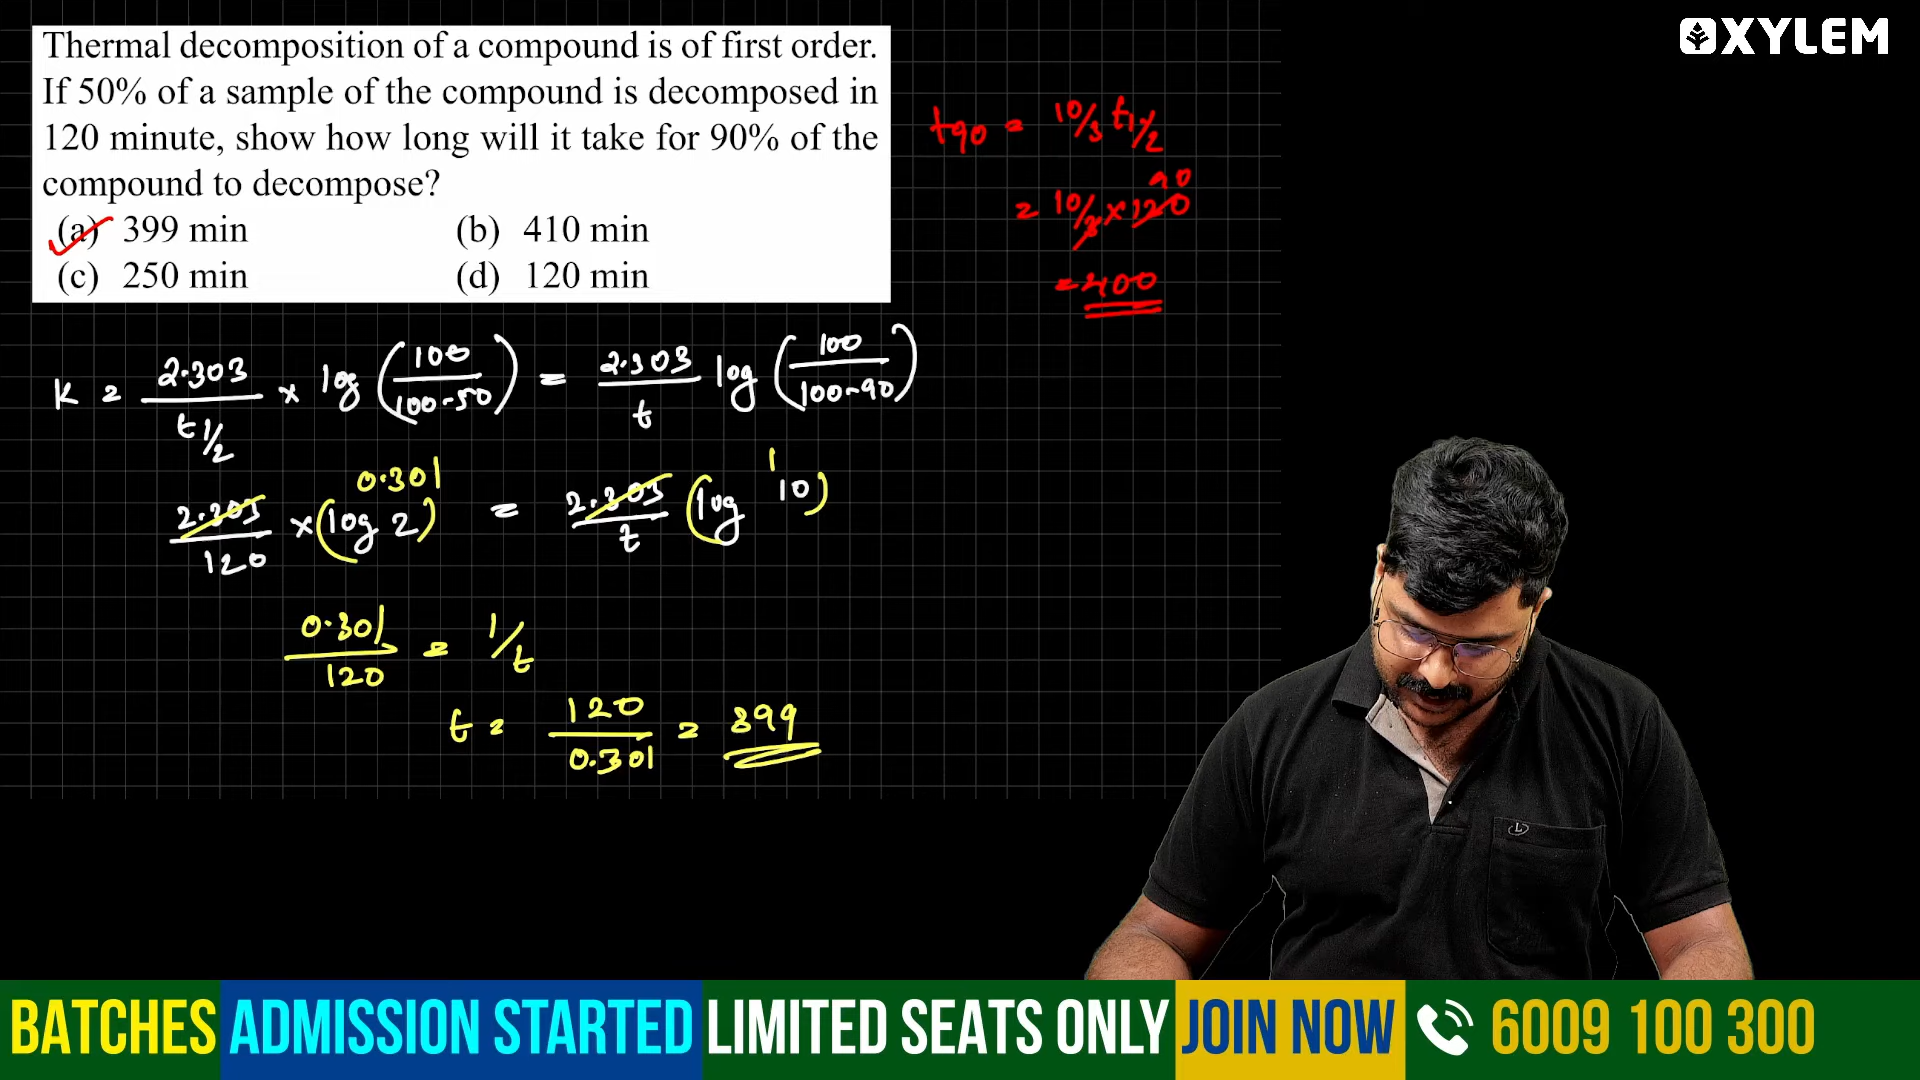 Thermal decomposition of a compound is of first order.
If 50% of a sample of the compound is decomposed in
120 minute, show how long will it take for 90% of the
compound to decompose?
(a) 399 min (b) 410 min
(c) 250 min (d) 120 min
OXYLEM
t90 = 10/3 t1/2
= 10/3 × 120
= 400
K = 2.303/t1/2 × log (100/100-50) = 2.303/t log (100/100-90)
0.301 1
2.303/120 × (log 2) = 2.303/t (log 10)
0.301/120 = 1/t
t = 120/0.301 = 399
L
BATCHES ADMISSION STARTED LIMITED SEATS ONLY JOIN NOW 6009 100 300